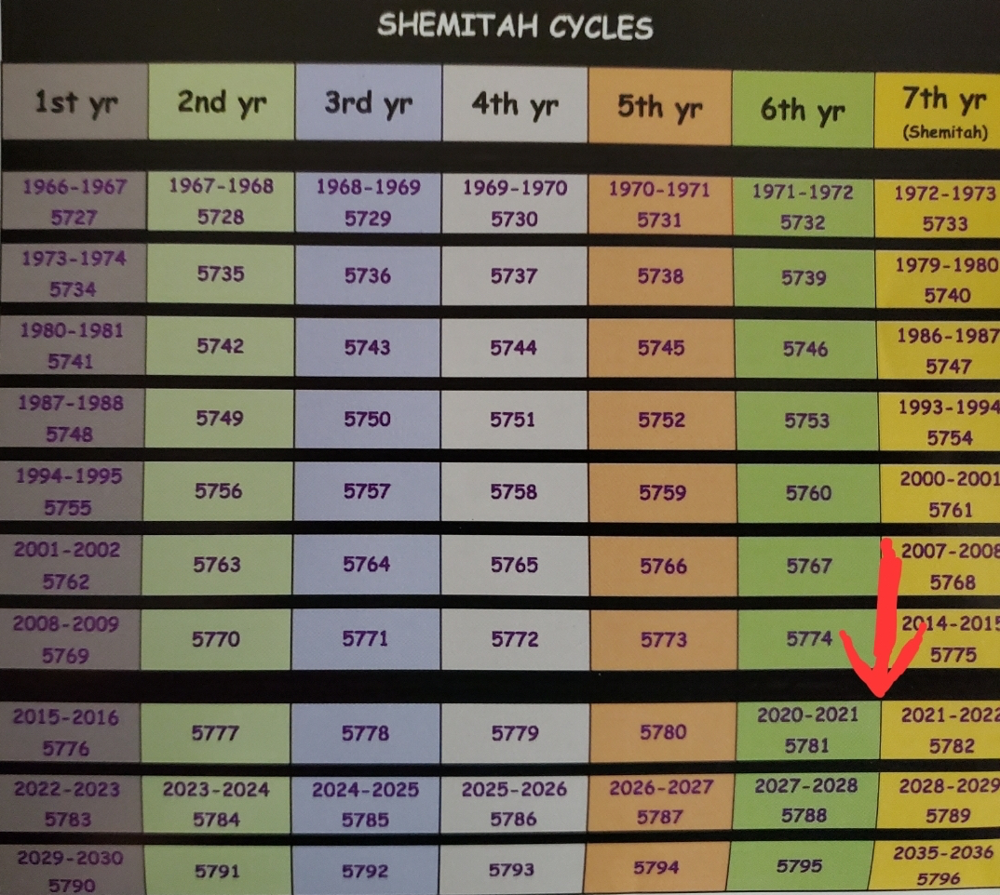 SHEMITAH CYCLES
1st yr 2nd yr 3rd yr 4th yr 5th yr 6th yr 7th yr
(Shemitah)
1966-1967 1967-1968 1968-1969 1969-1970 1970-1971 1971-1972 1972-1973
5727 5728 5729 5730 5731 5732 5733
1973-1974 1979-1980
5734 5735 5736 5737 5738 5739 5740
1980-1981 1986-1987
5741 5742 5743 5744 5745 5746 5747
1987-1988 1993-1994
5748 5749 5750 5751 5752 5753 5754
1994-1995 2000-2001
5755 5756 5757 5758 5759 5760 5761
2001-2002 2007-2008
5762 5763 5764 5765 5766 5767 5768
2008-2009 2014-2015
5769 5770 5771 5772 5773 5774 5775
2015-2016 2020-2021 2021-2022
5776 5777 5778 5779 5780 5781 5782
2022-2023 2023-2024 2024-2025 2025-2026 2026-2027 2027-2028 2028-2029
5783 5784 5785 5786 5787 5788 5789
2029-2030 2035-2036
5790 5791 5792 5793 5794 5795 5796